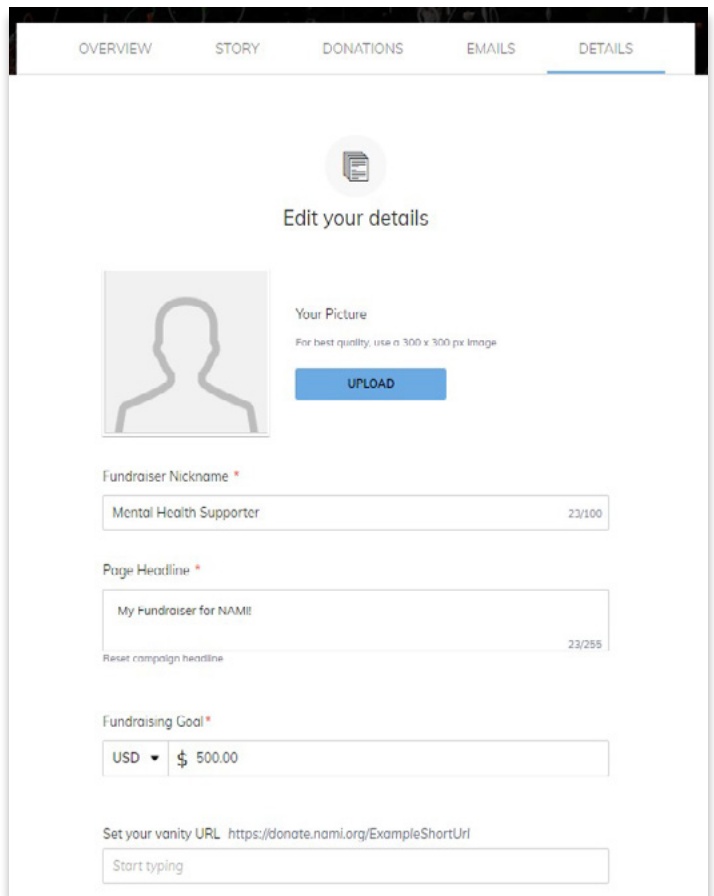 OVERVIEW STORY DONATIONS EMAILS DETAILS
Edit your details
Your Picture
For best quality, use a 300 x 300 px image
UPLOAD
Fundraiser Nickname *
Mental Health Supporter 23/100
Page Headline *
My Fundraiser for NAMI!
23/255
Reset campaign headline
Fundraising Goal*
USD $ 500.00
Set your vanity URL https://donate.nami.org/ExampleShortUrl
Start typing